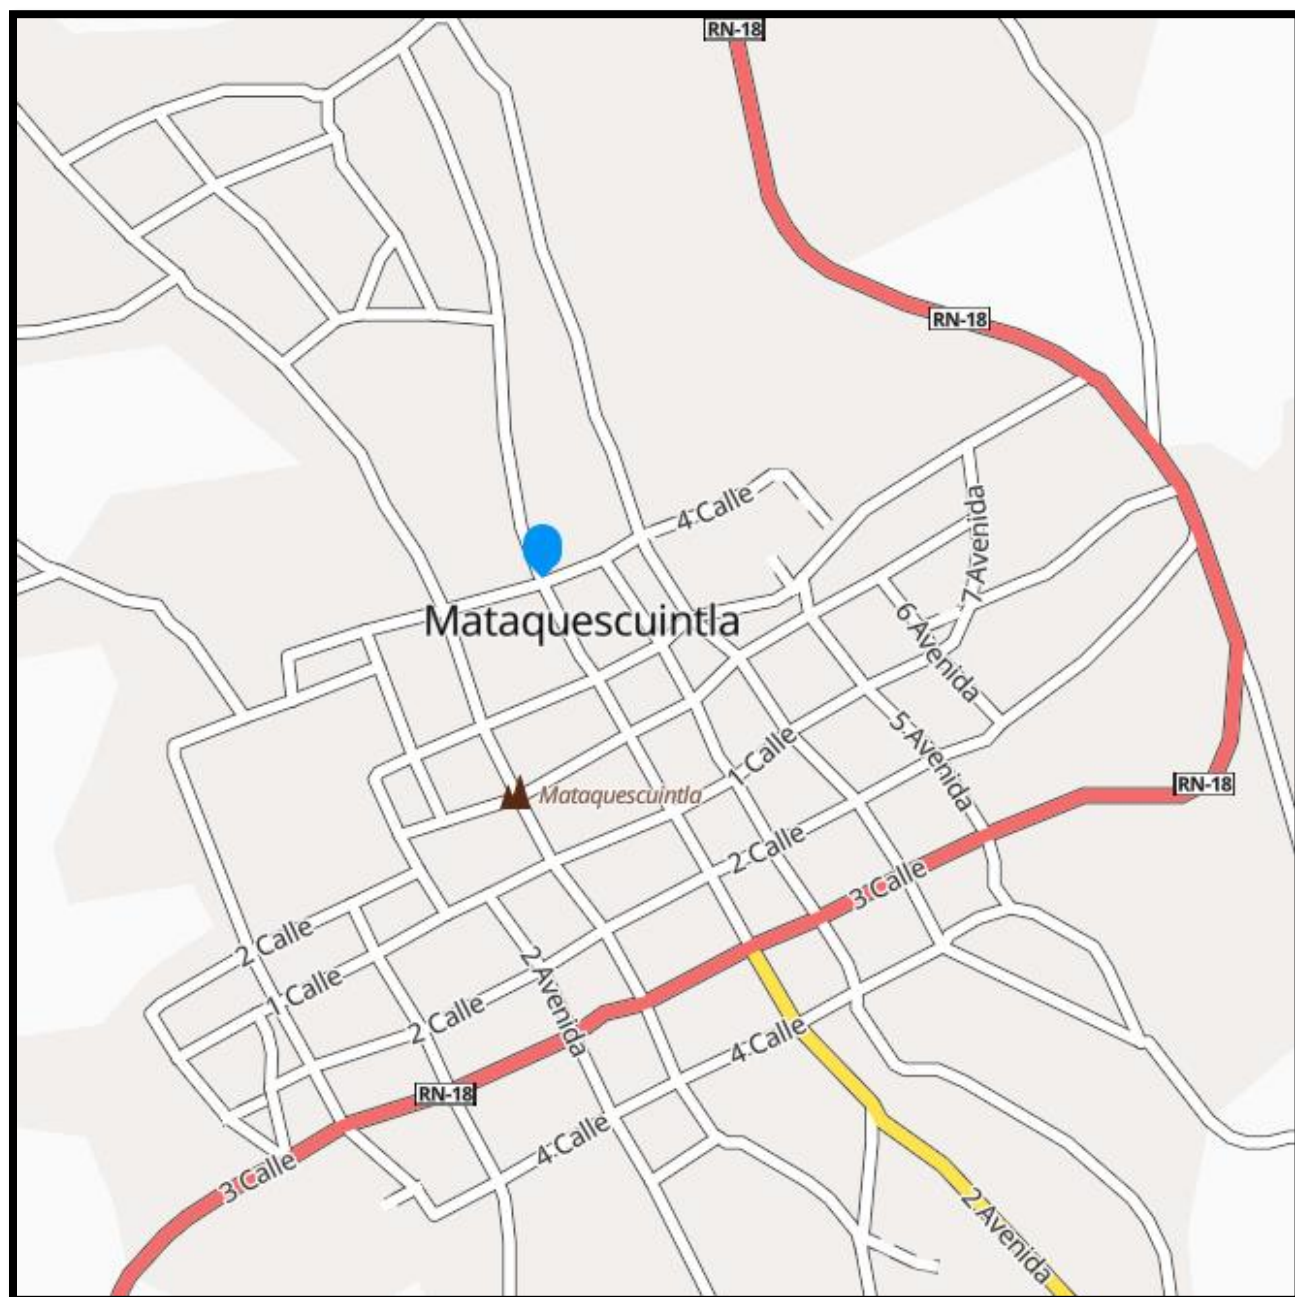 RN-18
RN-18
4 Calle
7 Avenida
6 Avenida
Mataquescuintla
5 Avenida
1 Calle
RN-18
Mataquescuintla
2 Calle
3 Calle
2 Calle
1 Calle
2 Avenida
2 Calle
4 Calle
RN-18
4 Calle
3 Calle
2 Avenida